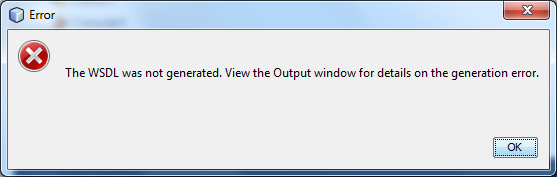 Error
The WSDL was not generated. View the Output window for details on the generation error.
OK